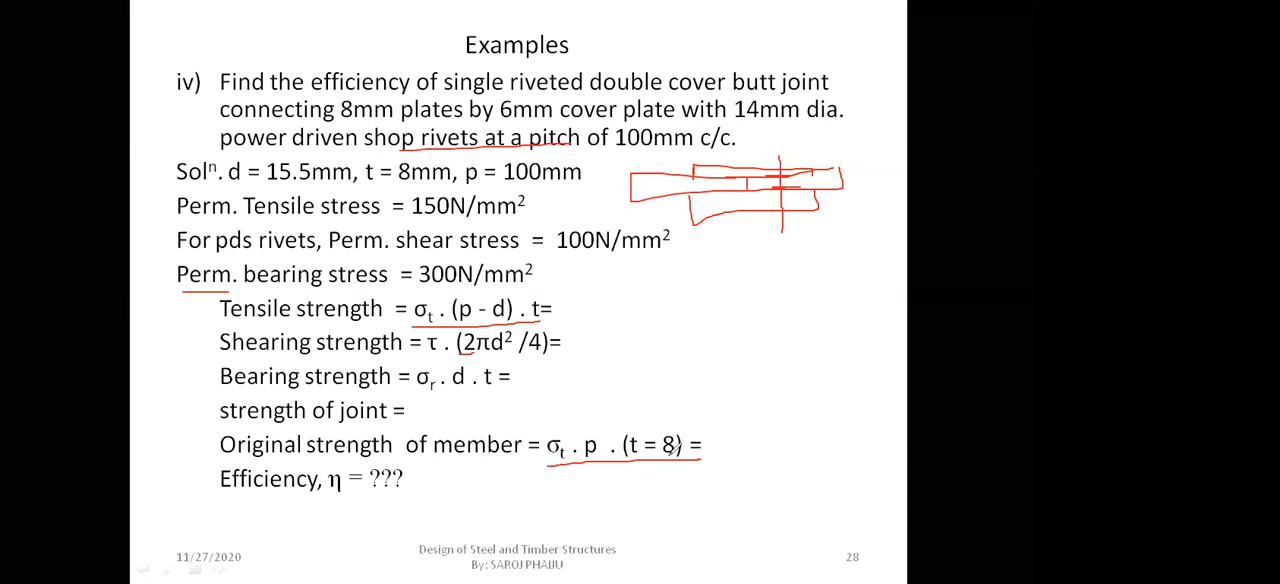 Examples
iv) Find the efficiency of single riveted double cover butt joint
connecting 8mm plates by 6mm cover plate with 14mm dia.
power driven shop rivets at a pitch of 100mm c/c.
Solⁿ. d = 15.5mm, t = 8mm, p = 100mm
Perm. Tensile stress = 150N/mm²
For pds rivets, Perm. shear stress = 100N/mm²
Perm. bearing stress = 300N/mm²
Tensile strength = σₜ . (p - d) . t=
Shearing strength = τ . (2πd² /4)=
Bearing strength = σᵣ . d . t =
strength of joint =
Original strength of member = σₜ . p . (t = 8) =
Efficiency, η = ???
11/27/2020
Design of Steel and Timber Structures
By: SAROJ PHAIJU
28